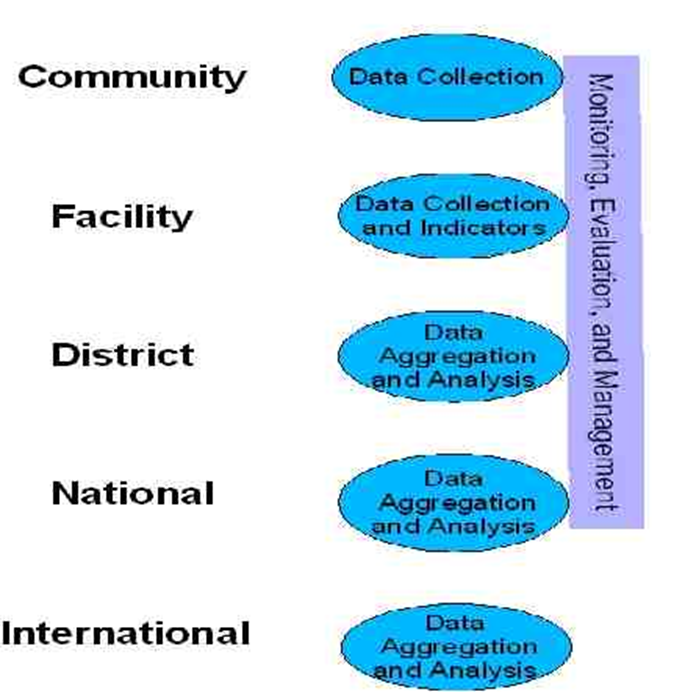 Community
Data Collection
Facility
Data Collection
and Indicators
District
Data
Aggregation
and Analysis
National
Data
Aggregation
and Analysis
International
Data
Aggregation
and Analysis
Monitoring, Evaluation, and Management